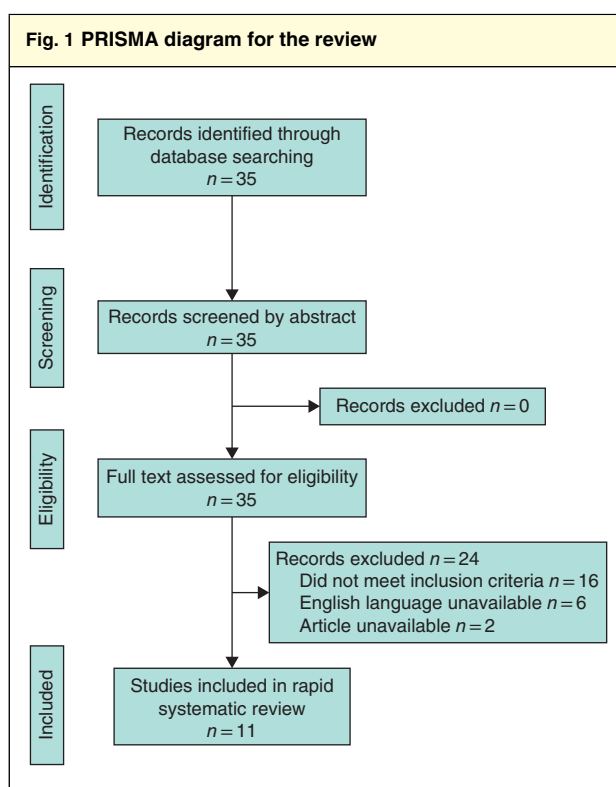 Fig. 1 PRISMA diagram for the review
Identification
Records identified through
database searching
n = 35
Screening
Records screened by abstract
n = 35
Records excluded n = 0
Eligibility
Full text assessed for eligibility
n = 35
Records excluded n = 24
Did not meet inclusion criteria n = 16
English language unavailable n = 6
Article unavailable n = 2
Included
Studies included in rapid
systematic review
n = 11